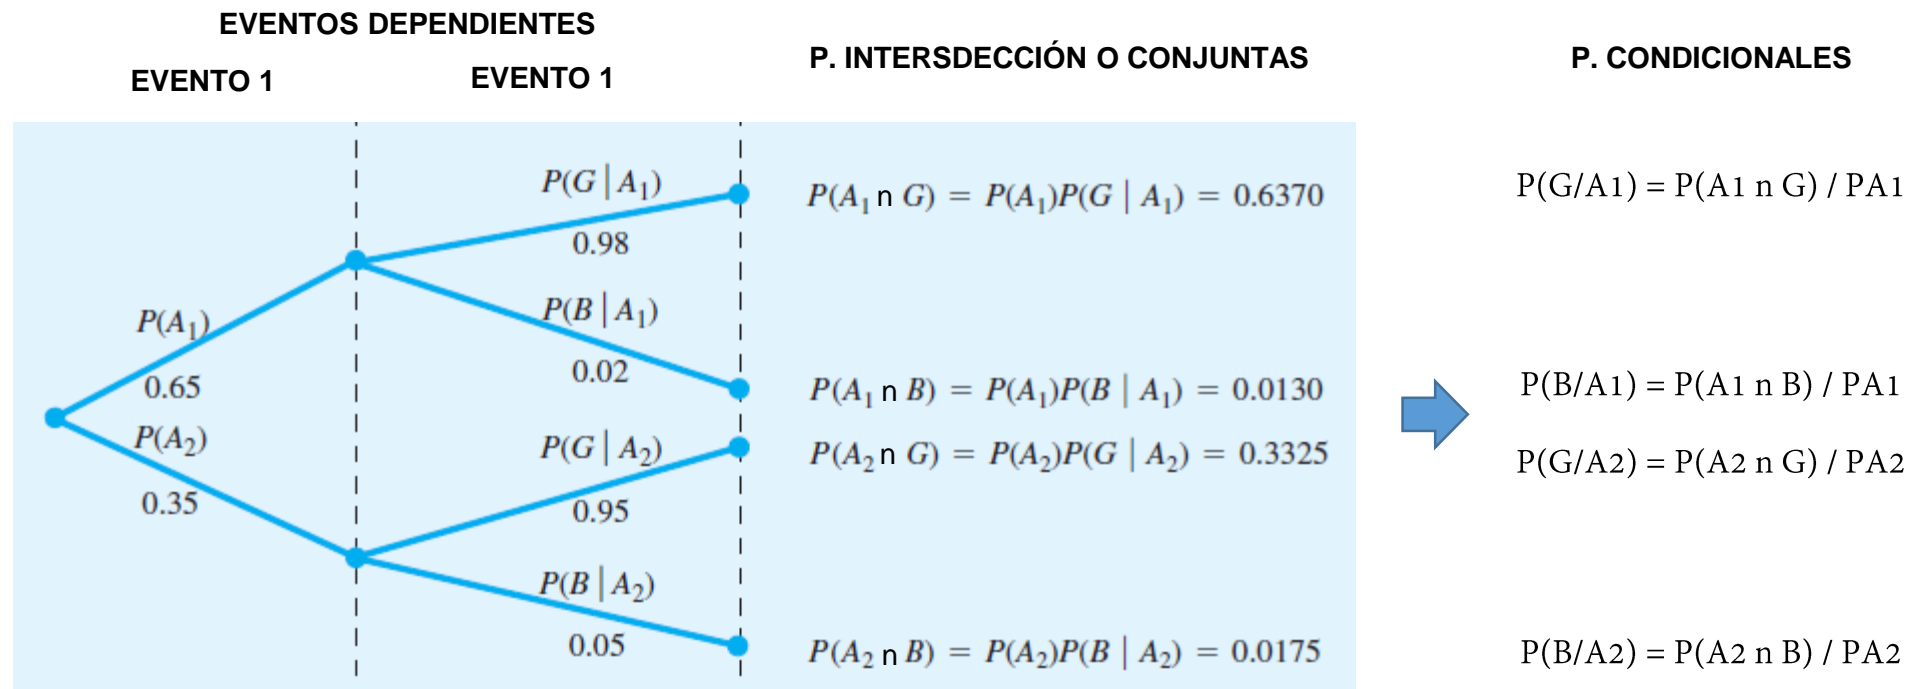 EVENTOS DEPENDIENTES
EVENTO 1
EVENTO 1
P. INTERSDECCIÓN O CONJUNTAS
P. CONDICIONALES
P(G | A₁)
0.98
P(A₁ n G) = P(A₁)P(G | A₁) = 0.6370
P(G/A1) = P(A1 n G) / PA1
P(A₁)
0.65
P(B | A₁)
0.02
P(A₁ n B) = P(A₁)P(B | A₁) = 0.0130
P(B/A1) = P(A1 n B) / PA1
P(A₂)
0.35
P(G | A₂)
0.95
P(A₂ n G) = P(A₂)P(G | A₂) = 0.3325
P(G/A2) = P(A2 n G) / PA2
P(B | A₂)
0.05
P(A₂ n B) = P(A₂)P(B | A₂) = 0.0175
P(B/A2) = P(A2 n B) / PA2